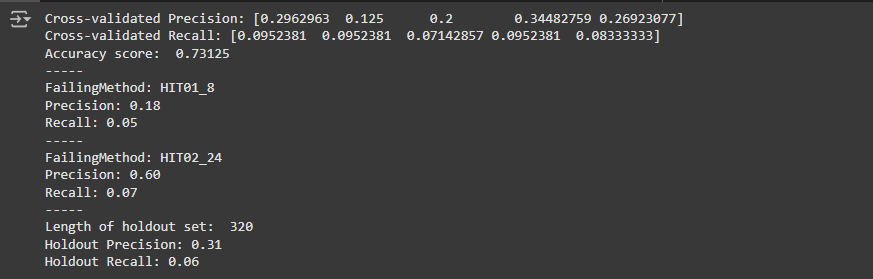 Cross-validated Precision: [0.2962963  0.125      0.2        0.34482759 0.26923077]
Cross-validated Recall: [0.0952381  0.0952381  0.07142857 0.0952381  0.08333333]
Accuracy score:  0.73125
-----
FailingMethod: HIT01_8
Precision: 0.18
Recall: 0.05
-----
FailingMethod: HIT02_24
Precision: 0.60
Recall: 0.07
-----
Length of holdout set:  320
Holdout Precision: 0.31
Holdout Recall: 0.06